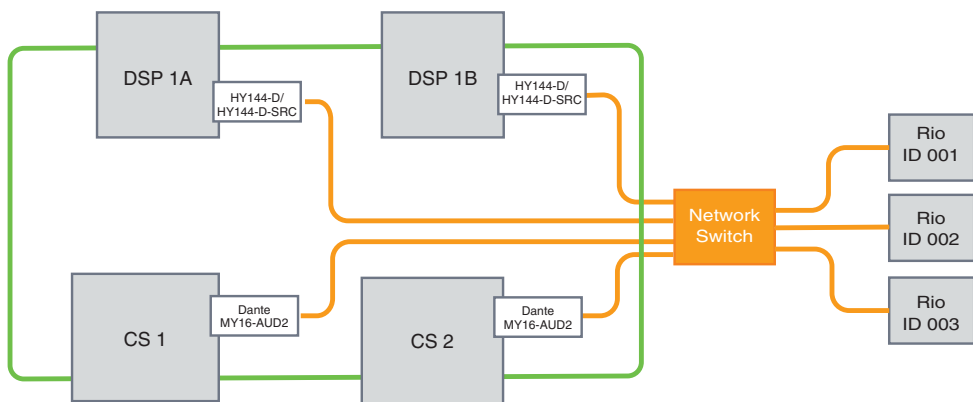 DSP 1A
HY144-D/
HY144-D-SRC
DSP 1B
HY144-D/
HY144-D-SRC
Rio
ID 001
Network
Switch
Rio
ID 002
Rio
ID 003
CS 1
Dante
MY16-AUD2
CS 2
Dante
MY16-AUD2